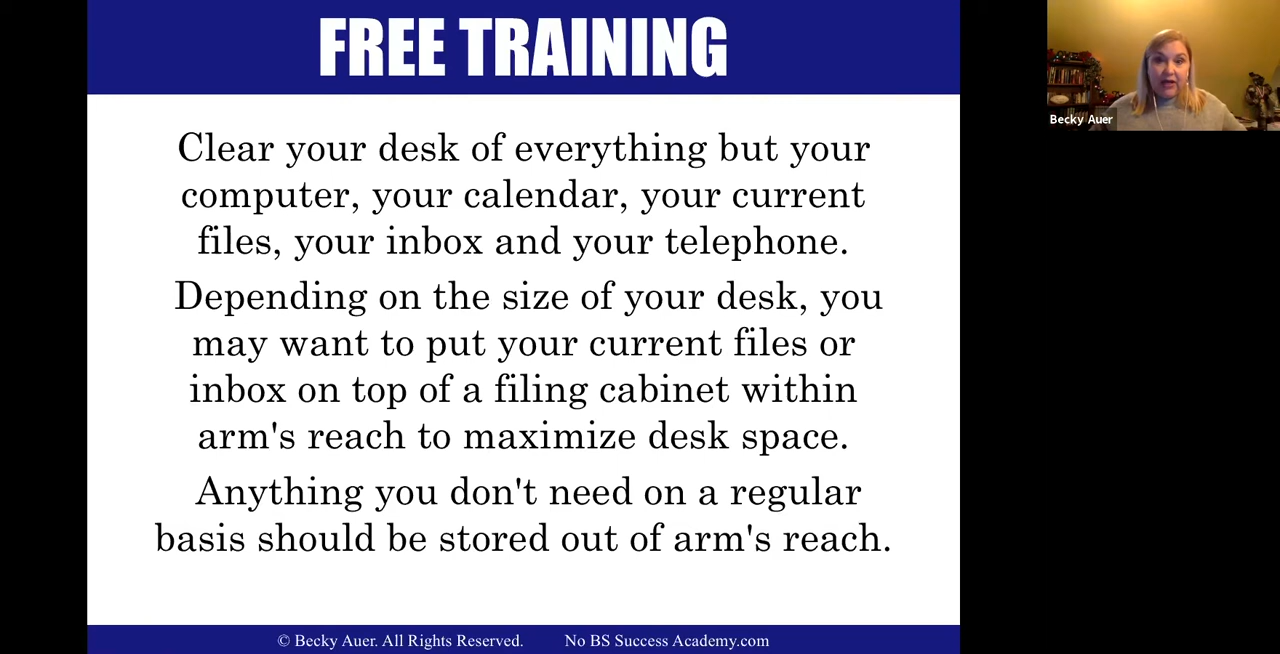 FREE TRAINING
Clear your desk of everything but your
computer, your calendar, your current
files, your inbox and your telephone.
Depending on the size of your desk, you
may want to put your current files or
inbox on top of a filing cabinet within
arm's reach to maximize desk space.
Anything you don't need on a regular
basis should be stored out of arm's reach.
© Becky Auer. All Rights Reserved. No BS Success Academy.com
Becky Auer